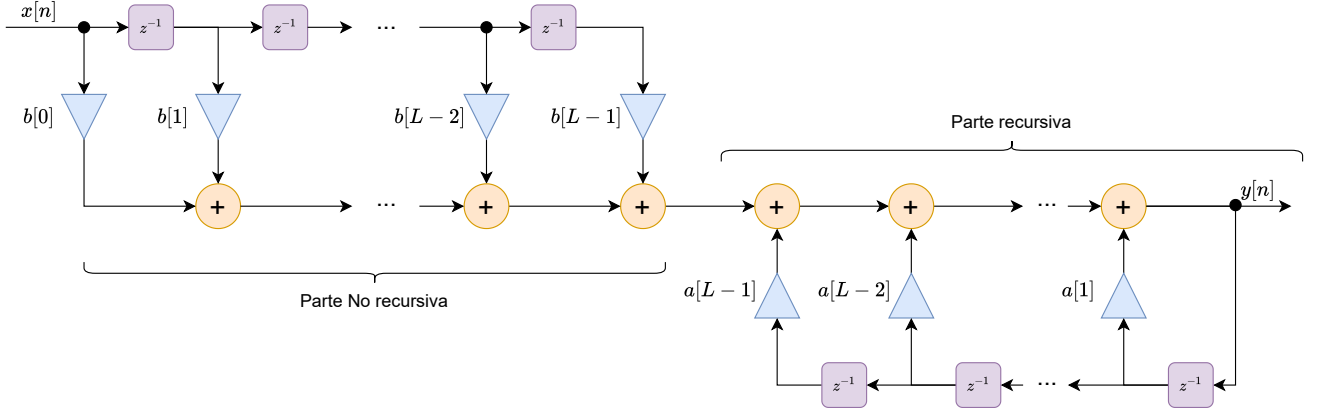 x[n]
z⁻¹ z⁻¹ ... z⁻¹
b[0] b[1] b[L − 2] b[L − 1]
Parte recursiva
+ ... + + + + ... + y[n]
Parte No recursiva
a[L − 1] a[L − 2] a[1]
z⁻¹ z⁻¹ ... z⁻¹